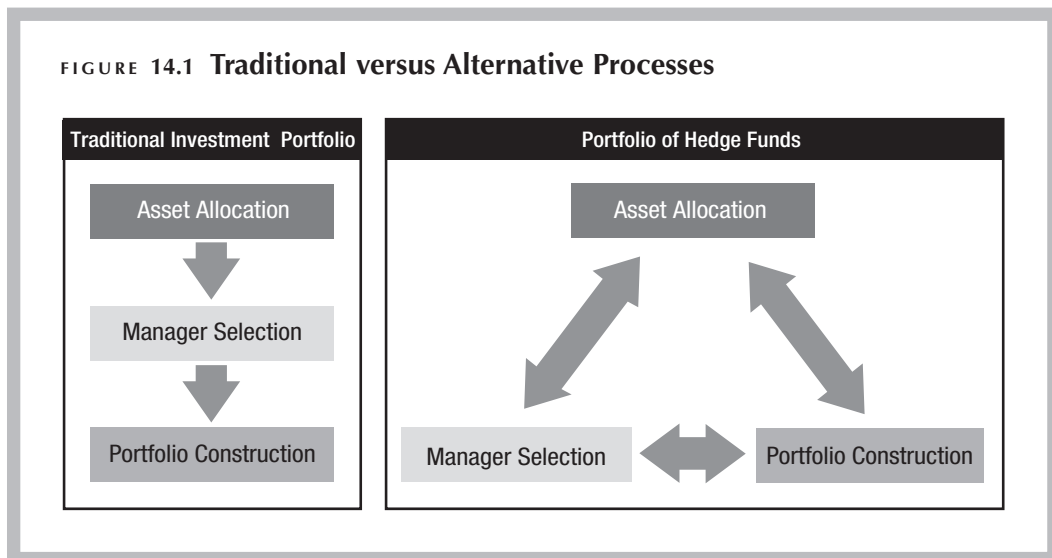 FIGURE 14.1 Traditional versus Alternative Processes
Traditional Investment Portfolio
Asset Allocation
Manager Selection
Portfolio Construction
Portfolio of Hedge Funds
Asset Allocation
Manager Selection
Portfolio Construction